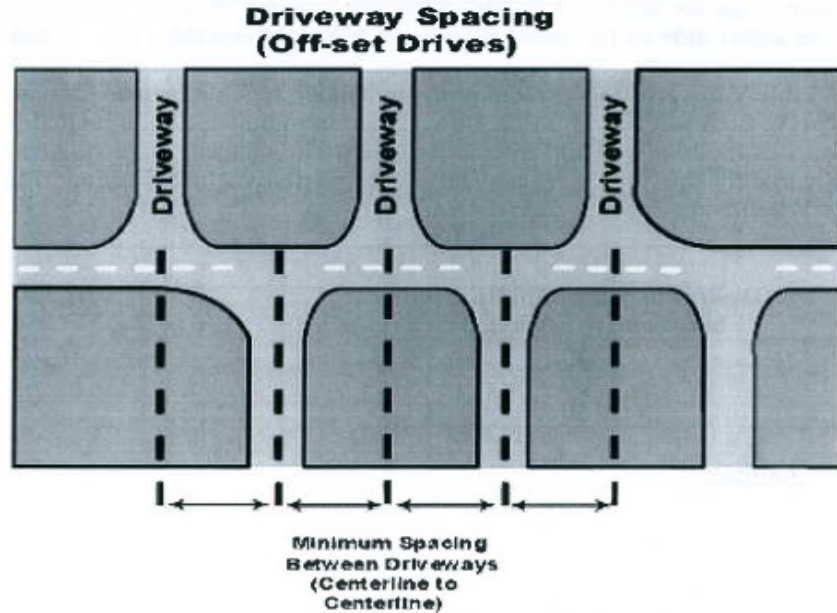 Driveway Spacing
(Off-set Drives)
Driveway
Driveway
Driveway
Minimum Spacing
Between Driveways
(Centerline to
Centerline)